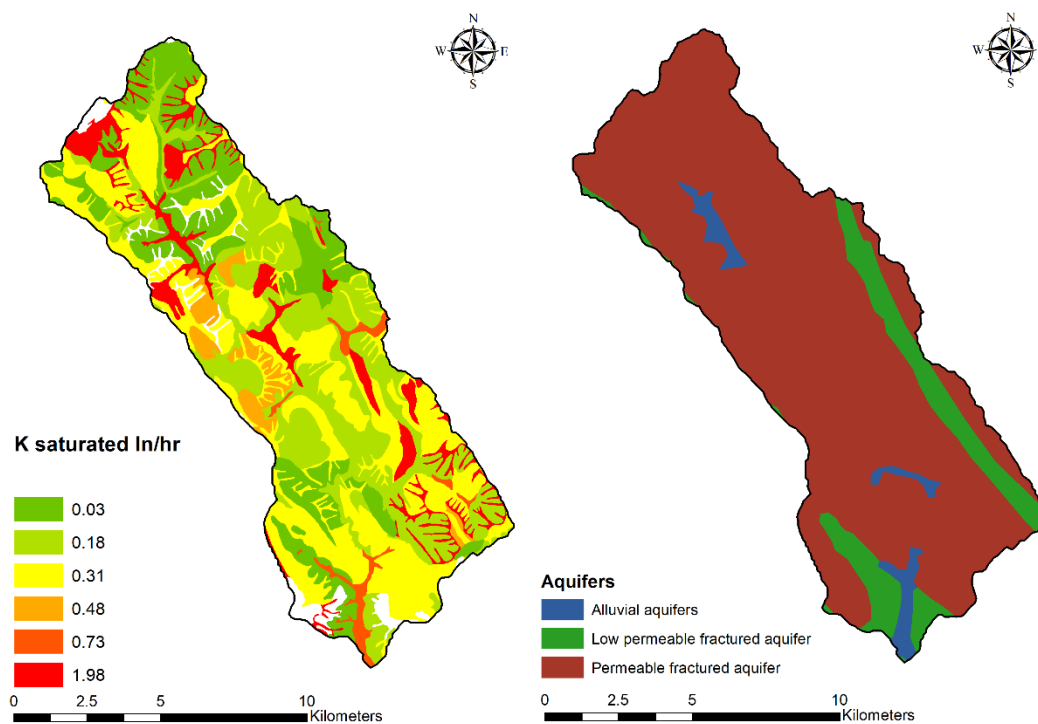 N
W E
S
K saturated In/hr
0.03
0.18
0.31
0.48
0.73
1.98
0 2.5 5 10
Kilometers
N
W E
S
Aquifers
Alluvial aquifers
Low permeable fractured aquifer
Permeable fractured aquifer
0 2.5 5 10
Kilometers